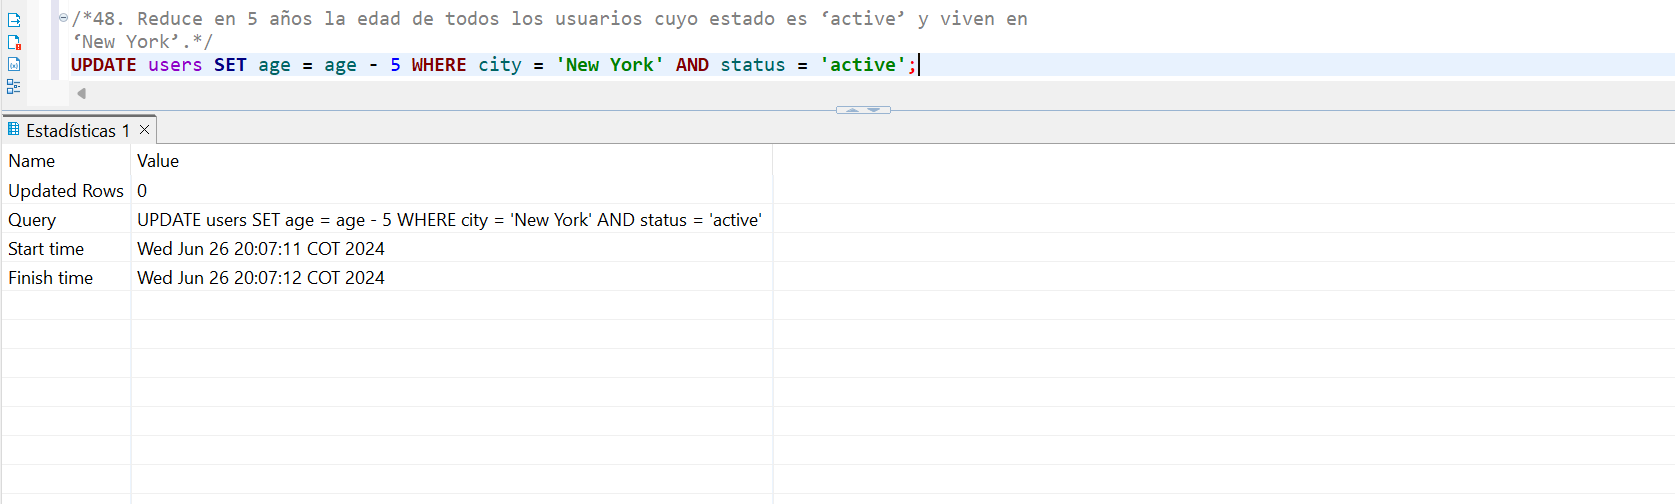 /*48. Reduce en 5 años la edad de todos los usuarios cuyo estado es ‘active’ y viven en
‘New York’.*/
UPDATE users SET age = age - 5 WHERE city = 'New York' AND status = 'active';
Estadísticas 1
Name Value
Updated Rows 0
Query UPDATE users SET age = age - 5 WHERE city = 'New York' AND status = 'active'
Start time Wed Jun 26 20:07:11 COT 2024
Finish time Wed Jun 26 20:07:12 COT 2024